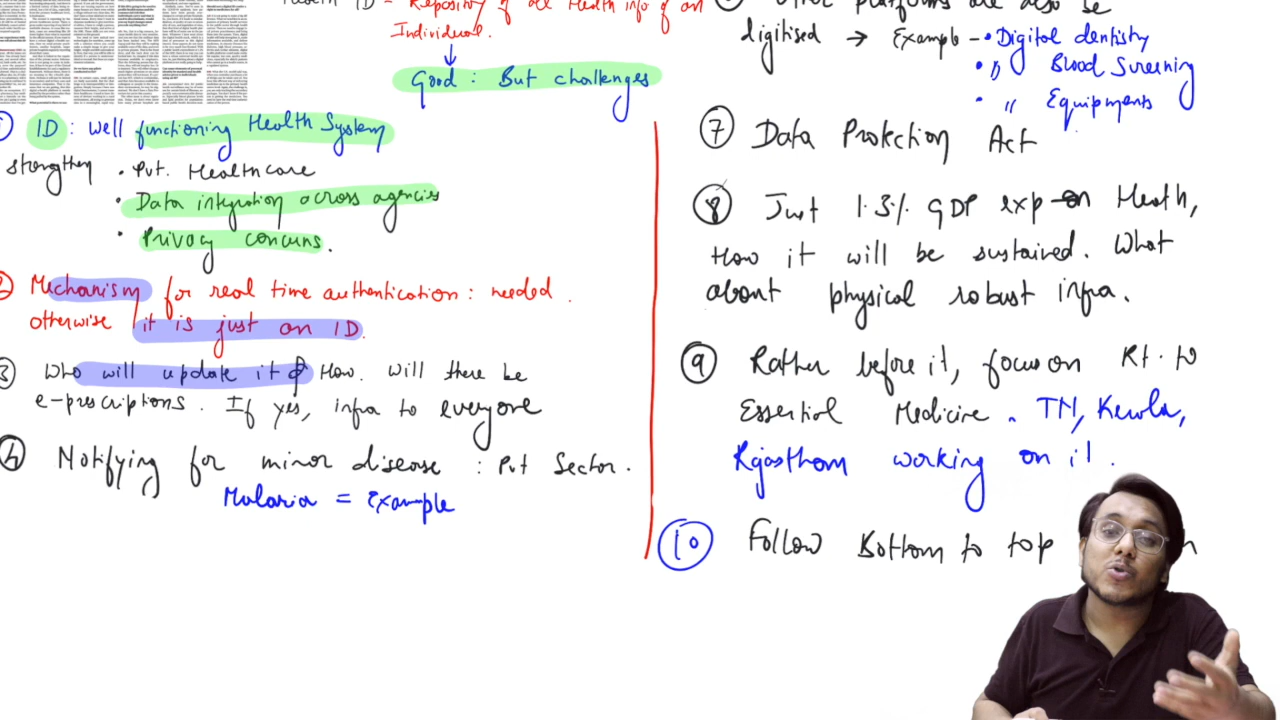 Health ID - Repository of all Health info of an
Individual.
Good : But challenges
① ID : well functioning Health System
strengthen • Pvt. Healthcare
• Data integration across agencies
• Privacy concerns.
② Mechanism for real time authentication : needed.
otherwise it is just an ID.
③ Who will update it & How. Will there be
e-prescriptions. If yes, infra to everyone
④ Notifying for minor disease : Pvt Sector.
Malaria = Example
platforms are also
digitised → Example - • Digital dentistry
• " Blood Screening
• " Equipments
⑦ Data Protection Act
⑧ Just 1.3% GDP exp on Health,
How it will be sustained. What
about physical robust infra.
⑨ Rather before it, focus on Rt. to
Essential Medicine. TN, Kerala,
Rajasthan working on it.
⑩ Follow Bottom to top